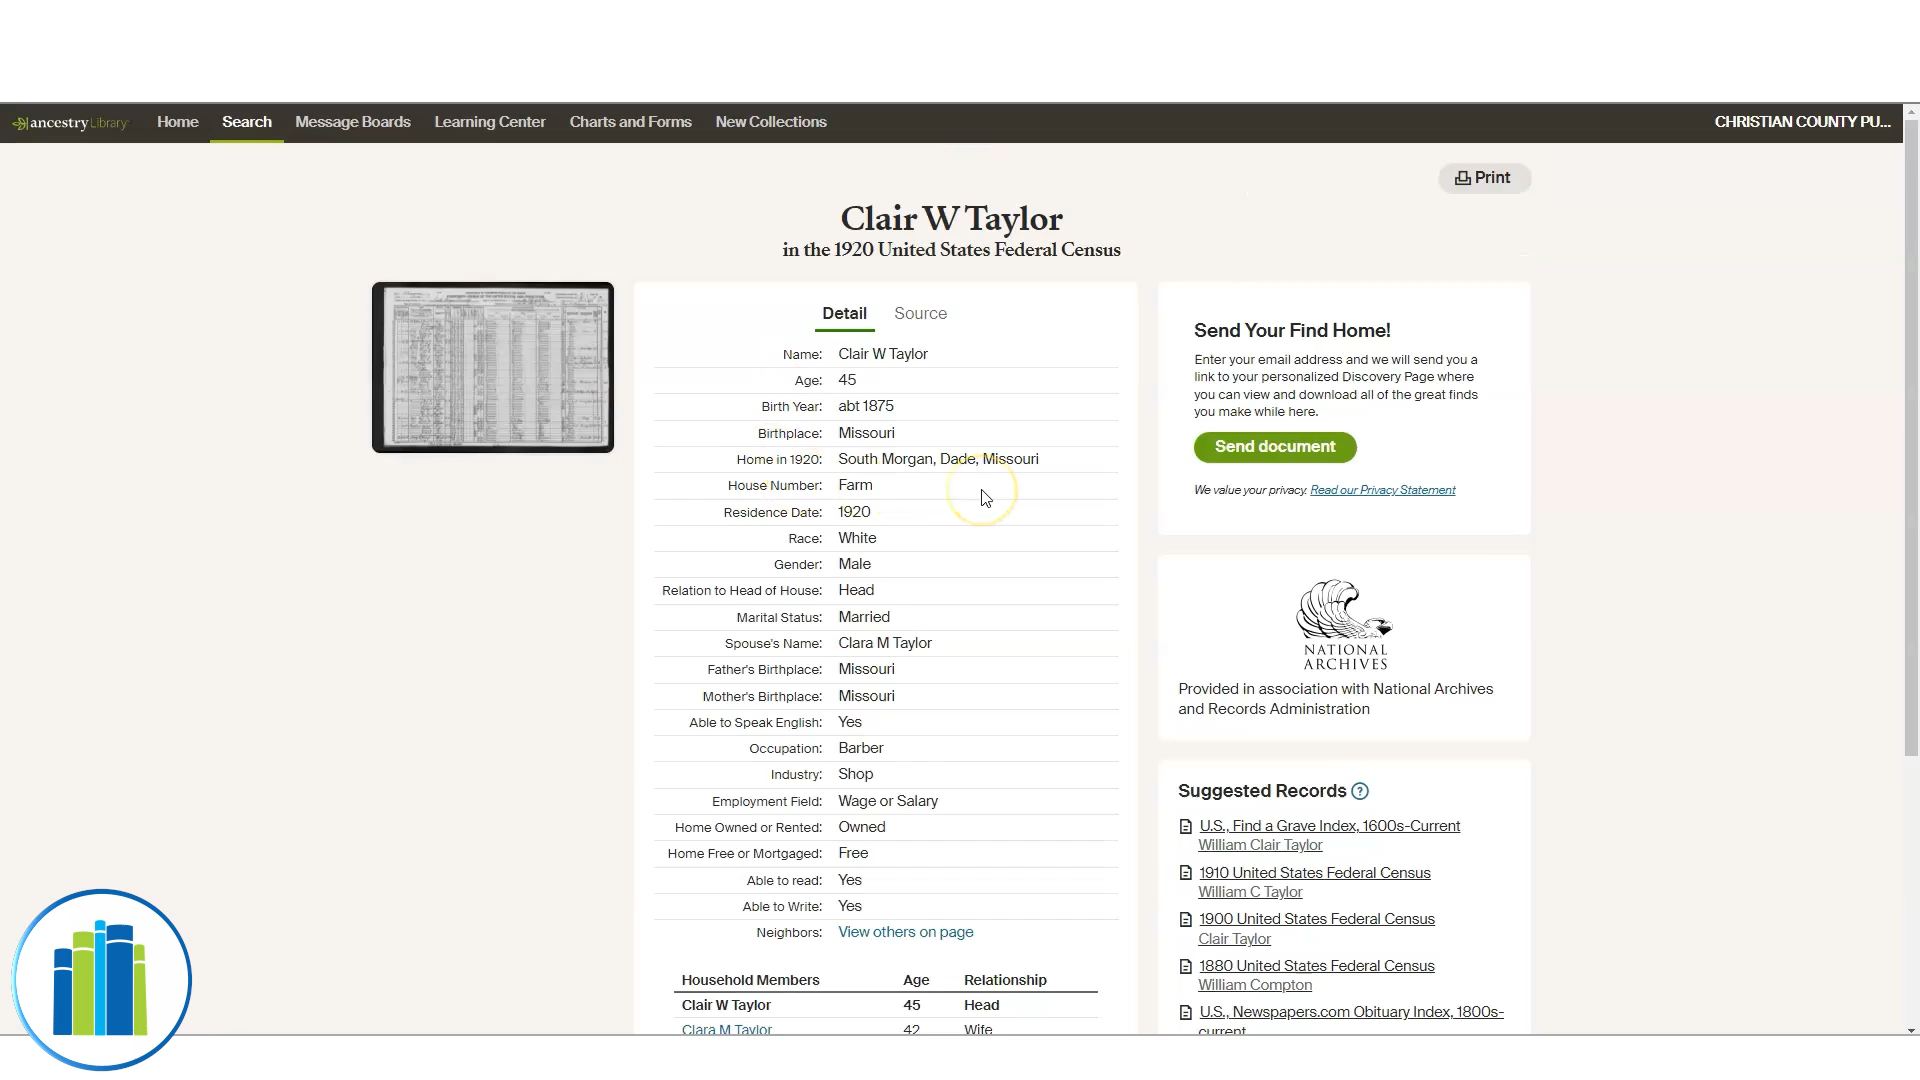 ancestryLibrary
Home
Search
Message Boards
Learning Center
Charts and Forms
New Collections
CHRISTIAN COUNTY PU...
Print
Clair W Taylor
in the 1920 United States Federal Census
Detail
Source
Name: Clair W Taylor
Age: 45
Birth Year: abt 1875
Birthplace: Missouri
Home in 1920: South Morgan, Dade, Missouri
House Number: Farm
Residence Date: 1920
Race: White
Gender: Male
Relation to Head of House: Head
Marital Status: Married
Spouse's Name: Clara M Taylor
Father's Birthplace: Missouri
Mother's Birthplace: Missouri
Able to Speak English: Yes
Occupation: Barber
Industry: Shop
Employment Field: Wage or Salary
Home Owned or Rented: Owned
Home Free or Mortgaged: Free
Able to read: Yes
Able to Write: Yes
Neighbors: View others on page
Household Members Age Relationship
Clair W Taylor 45 Head
Clara M Taylor 42 Wife
Send Your Find Home!
Enter your email address and we will send you a
link to your personalized Discovery Page where
you can view and download all of the great finds
you make while here.
Send document
We value your privacy. Read our Privacy Statement
NATIONAL
ARCHIVES
Provided in association with National Archives
and Records Administration
Suggested Records ?
U.S., Find a Grave Index, 1600s-Current
William Clair Taylor
1910 United States Federal Census
William C Taylor
1900 United States Federal Census
Clair Taylor
1880 United States Federal Census
William Compton
U.S., Newspapers.com Obituary Index, 1800s-
current